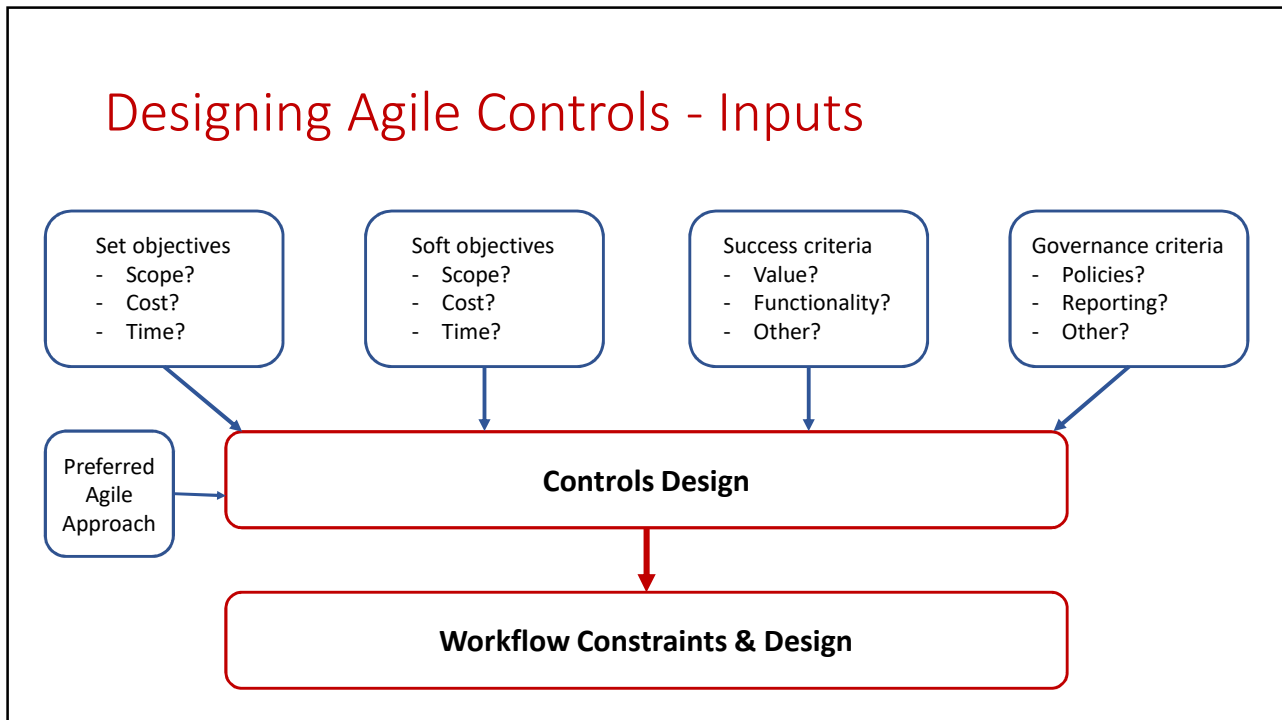 Designing Agile Controls - Inputs
Set objectives
- Scope?
- Cost?
- Time?
Soft objectives
- Scope?
- Cost?
- Time?
Success criteria
- Value?
- Functionality?
- Other?
Governance criteria
- Policies?
- Reporting?
- Other?
Preferred
Agile
Approach
Controls Design
Workflow Constraints & Design